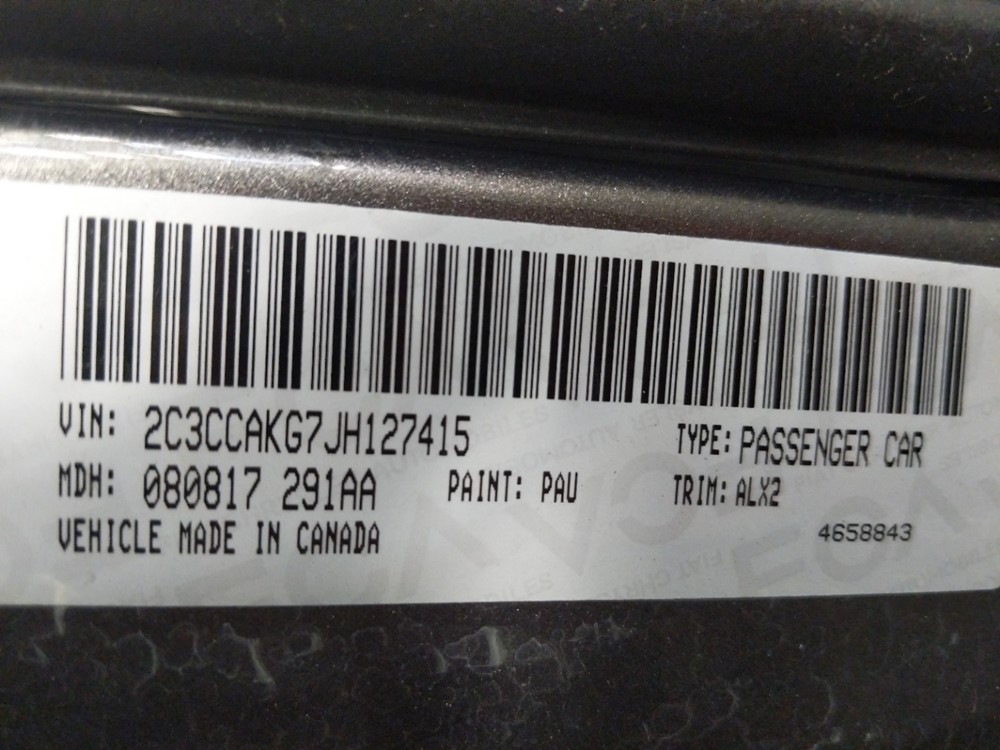 VIN: 2C3CCAKG7JH127415 TYPE: PASSENGER CAR
MDH: 080817 291AA PAINT: PAU TRIM: ALX2
VEHICLE MADE IN CANADA 4658843